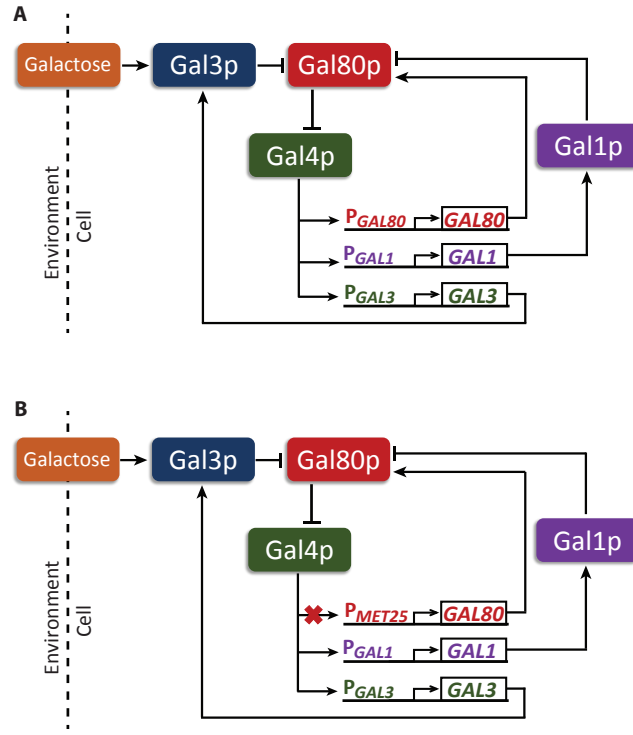 A
Galactose
Gal3p
Gal80p
Gal1p
Gal4p
Environment
Cell
PGAL80
GAL80
PGAL1
GAL1
PGAL3
GAL3
B
Galactose
Gal3p
Gal80p
Gal1p
Gal4p
Environment
Cell
PMET25
GAL80
PGAL1
GAL1
PGAL3
GAL3